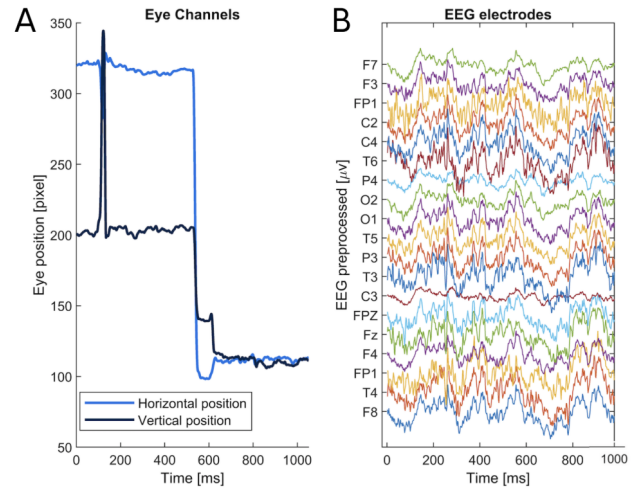 A
Eye Channels
Eye position [pixel]
350
300
250
200
150
100
50
Horizontal position
Vertical position
0
200
400
600
800
1000
Time [ms]
B
EEG electrodes
EEG preprocessed [μv]
F7
F3
FP1
C2
C4
T6
P4
O2
O1
T5
P3
T3
C3
FPZ
Fz
F4
FP1
T4
F8
0
200
400
600
800
1000
Time [ms]